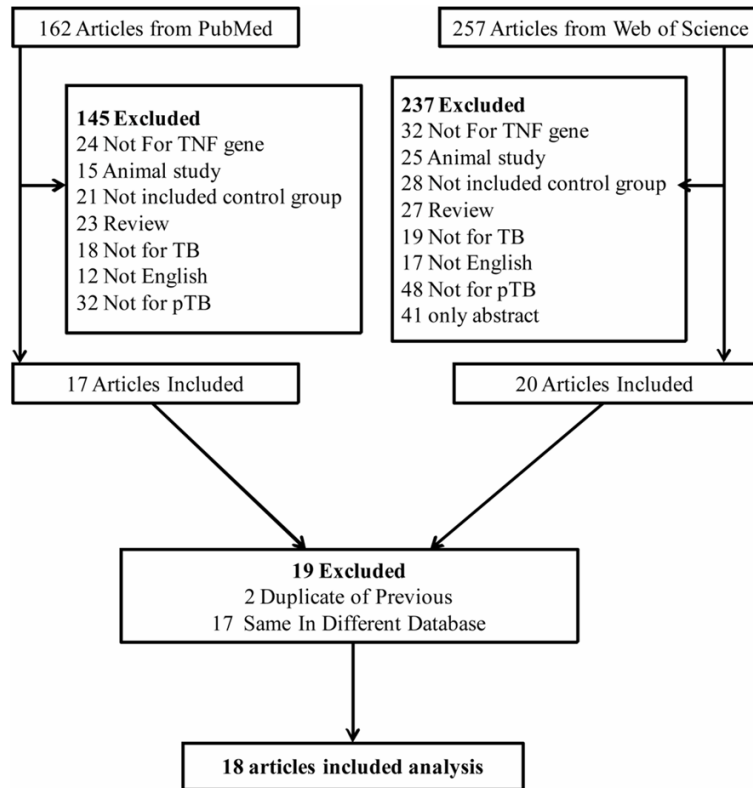 162 Articles from PubMed
257 Articles from Web of Science
145 Excluded
24 Not For TNF gene
15 Animal study
21 Not included control group
23 Review
18 Not for TB
12 Not English
32 Not for pTB
237 Excluded
32 Not For TNF gene
25 Animal study
28 Not included control group
27 Review
19 Not for TB
17 Not English
48 Not for pTB
41 only abstract
17 Articles Included
20 Articles Included
19 Excluded
2 Duplicate of Previous
17 Same In Different Database
18 articles included analysis